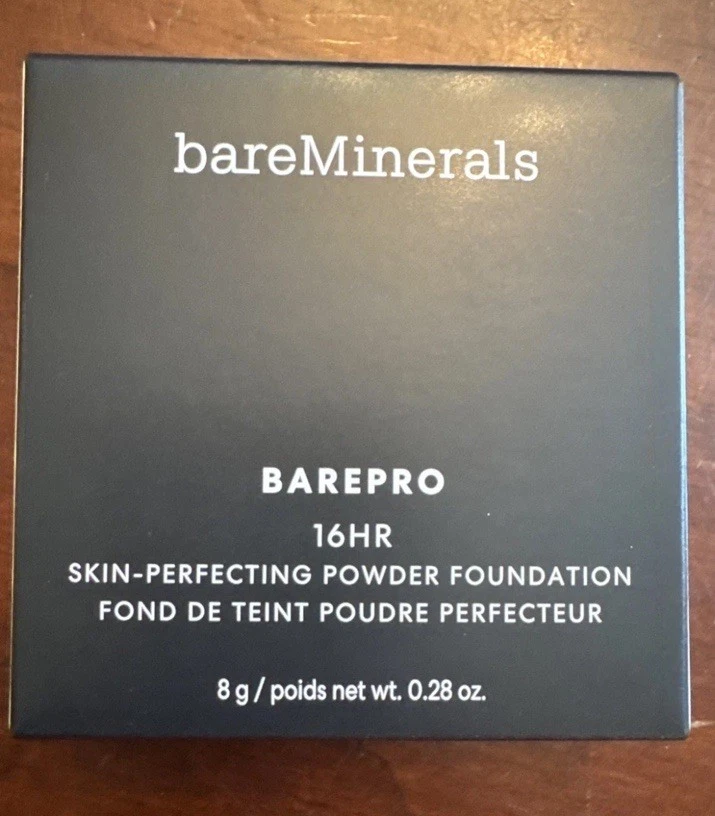 bareMinerals
BAREPRO
16HR
SKIN-PERFECTING POWDER FOUNDATION
FOND DE TEINT POUDRE PERFECTEUR
8 g / poids net wt. 0.28 oz.